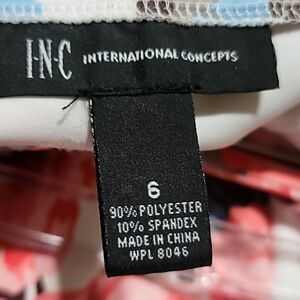 I·N·C INTERNATIONAL CONCEPTS
6
90% POLYESTER
10% SPANDEX
MADE IN CHINA
WPL 8046